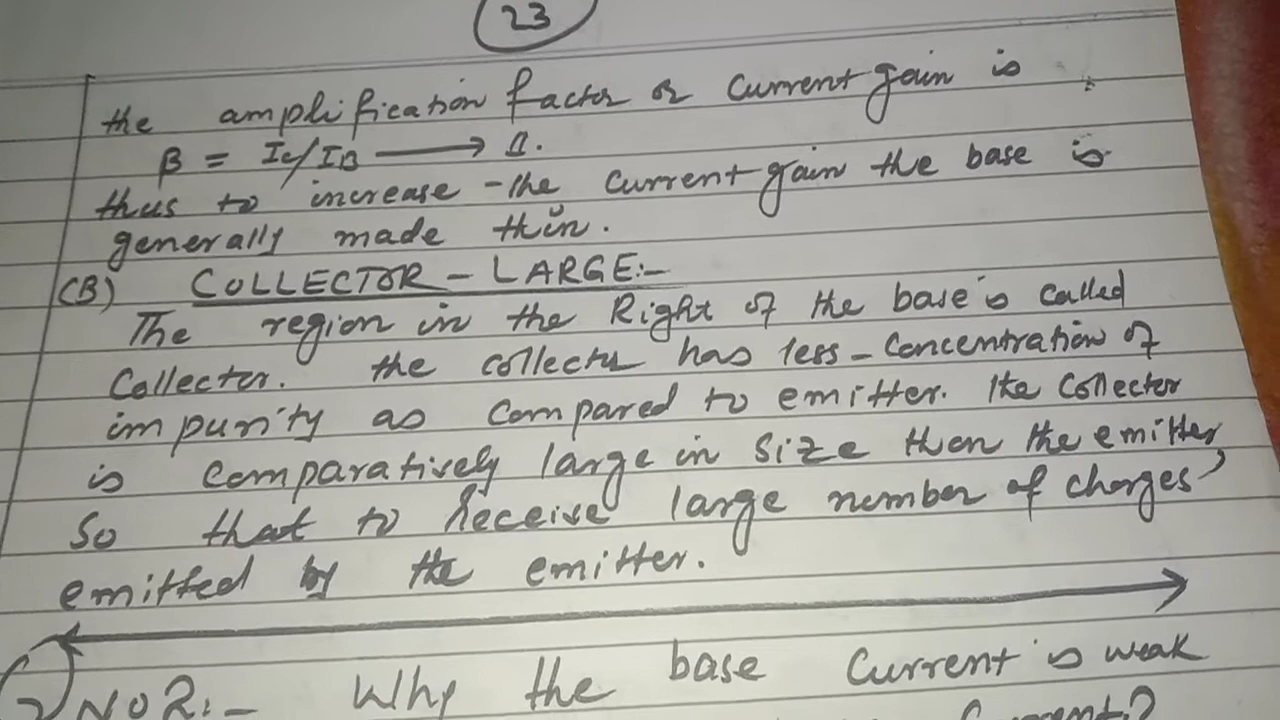 23
the amplification factor or current gain is
β = Ic/IB ⟶ 1.
thus to increase the current gain the base is
generally made thin.
(B) COLLECTOR - LARGE:-
The region in the Right of the base is called
Collector. the collector has less-concentration of
impurity as compared to emitter. the collector
is comparatively large in size than the emitter
So that to receive large number of charges
emitted by the emitter.
NO2:- Why the base current is weak